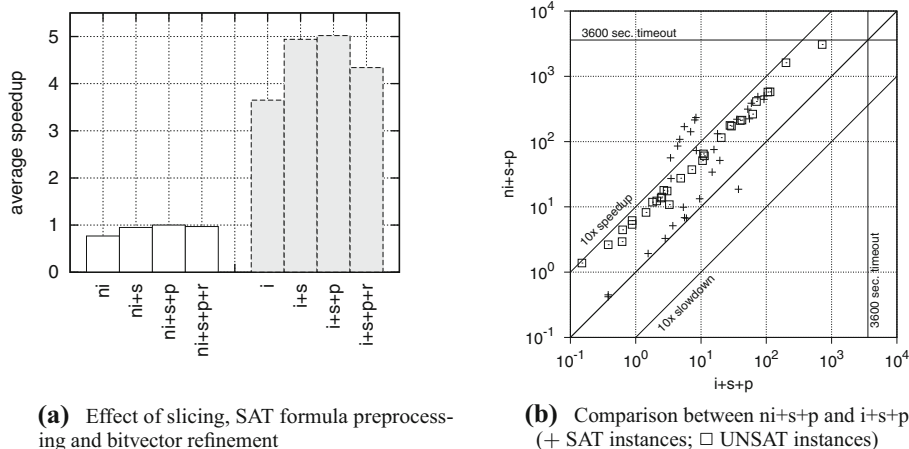 average speedup
5
4
3
2
1
0
ni
ni+s
ni+s+p
ni+s+p+r
i
i+s
i+s+p
i+s+p+r
(a) Effect of slicing, SAT formula preprocess-
ing and bitvector refinement
ni+s+p
10^4
10^3
10^2
10^1
10^0
10^-1
3600 sec. timeout
10x speedup
10x slowdown
3600 sec. timeout
10^-1 10^0 10^1 10^2 10^3 10^4
i+s+p
(b) Comparison between ni+s+p and i+s+p
(+ SAT instances; □ UNSAT instances)